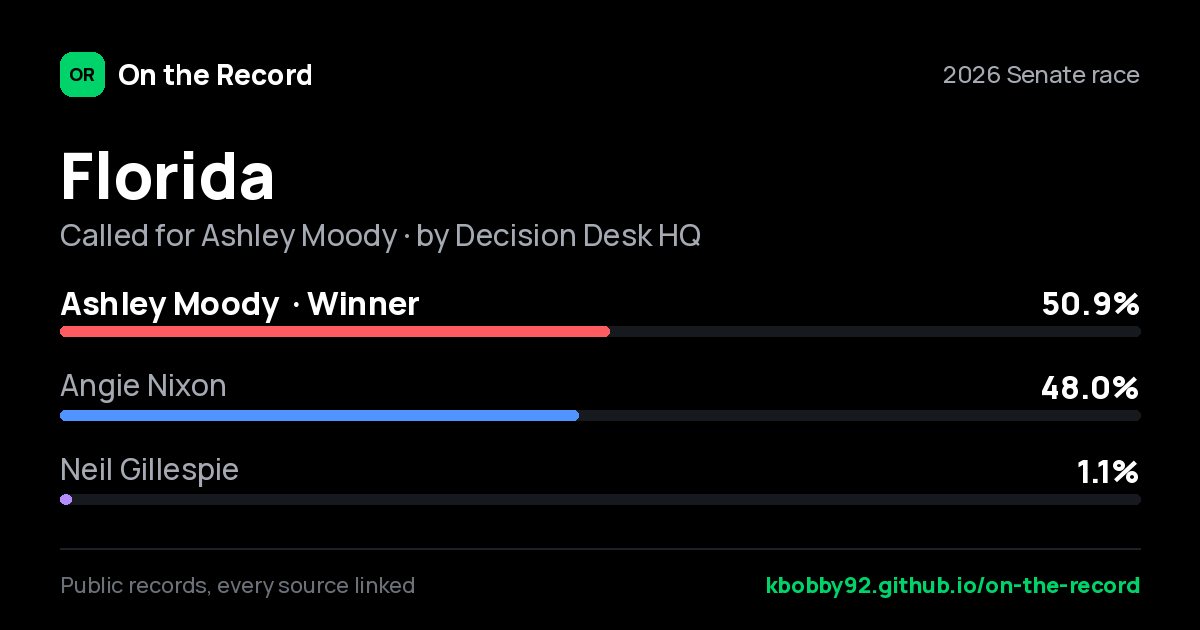 OR On the Record
2026 Senate race
Florida
Called for Ashley Moody · by Decision Desk HQ
Ashley Moody · Winner 50.9%
Angie Nixon 48.0%
Neil Gillespie 1.1%
Public records, every source linked
kbobby92.github.io/on-the-record